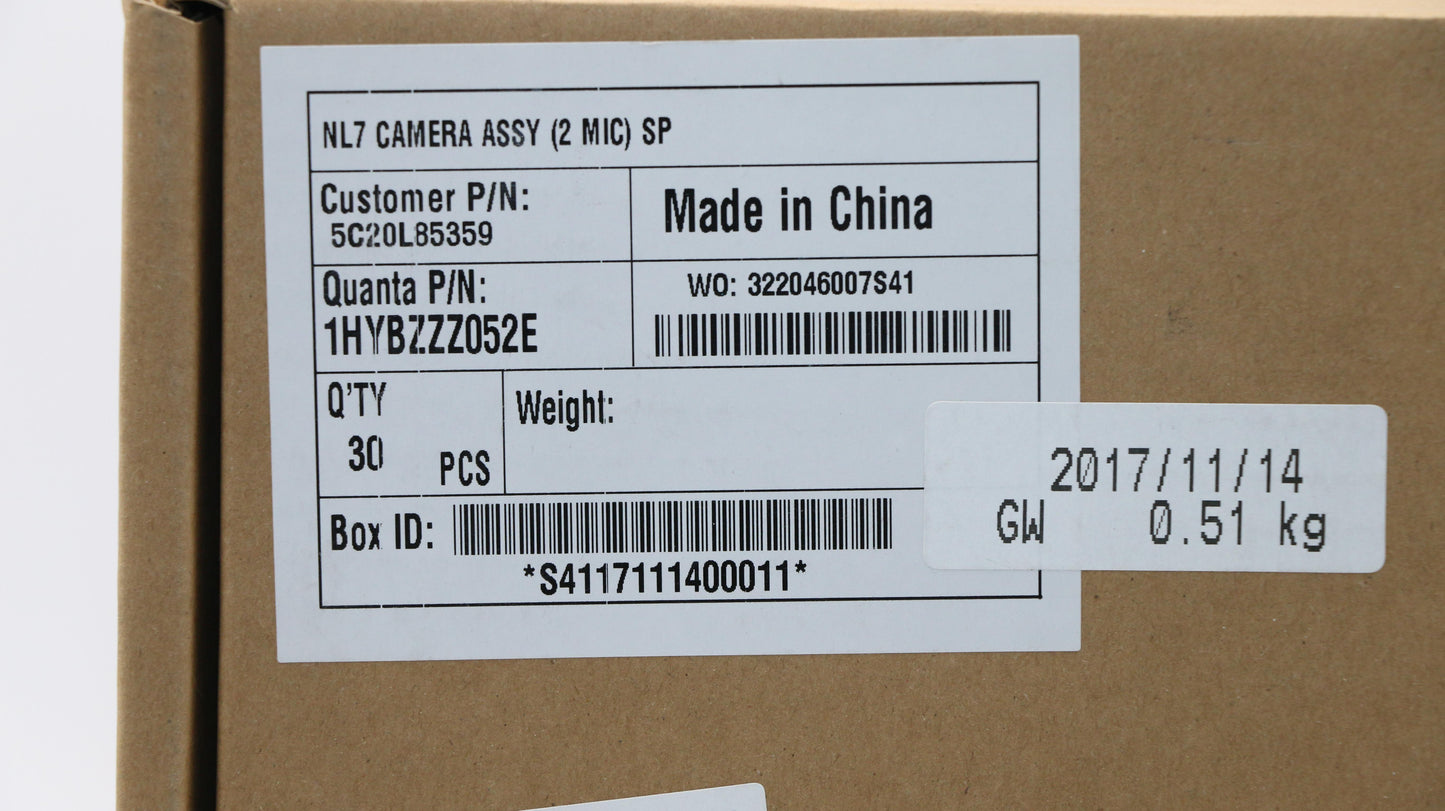 NL7 CAMERA ASSY (2 MIC) SP
Customer P/N:
5C20L85359
Made in China
Quanta P/N:
1HYBZZZ052E
WO: 322046007S41
Q'TY
30 PCS
Weight:
2017/11/14
GW 0.51 kg
Box ID:
*S4117111400011*